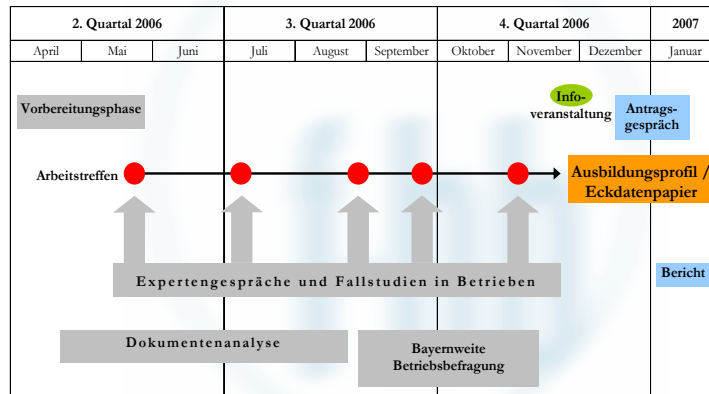 2. Quartal 2006 3. Quartal 2006 4. Quartal 2006 2007
April Mai Juni Juli August September Oktober November Dezember Januar
Vorbereitungsphase
Info-
veranstaltung
Antrags-
gespräch
Arbeitstreffen
Ausbildungsprofil /
Eckdatenpapier
Expertengespräche und Fallstudien in Betrieben
Bericht
Dokumentenanalyse
Bayernweite
Betriebsbefragung
fbb